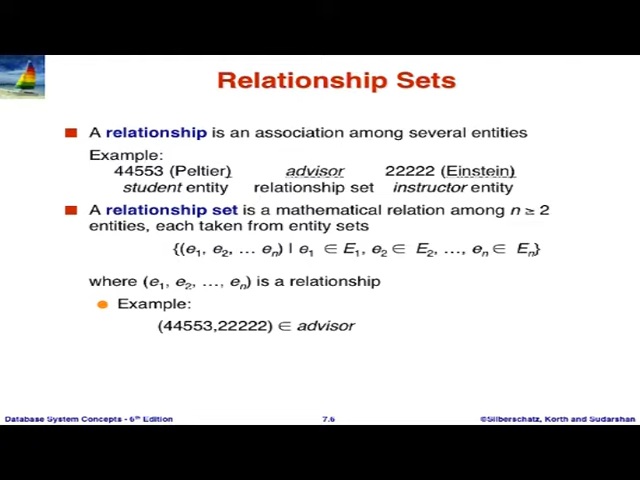 Relationship Sets
A relationship is an association among several entities
Example:
44553 (Peltier) advisor 22222 (Einstein)
student entity relationship set instructor entity
A relationship set is a mathematical relation among n ≥ 2
entities, each taken from entity sets
{(e1, e2, … en) | e1 ∈ E1, e2 ∈ E2, …, en ∈ En}
where (e1, e2, …, en) is a relationship
Example:
(44553,22222) ∈ advisor
Database System Concepts - 6th Edition 7.6 ©Silberschatz, Korth and Sudarshan